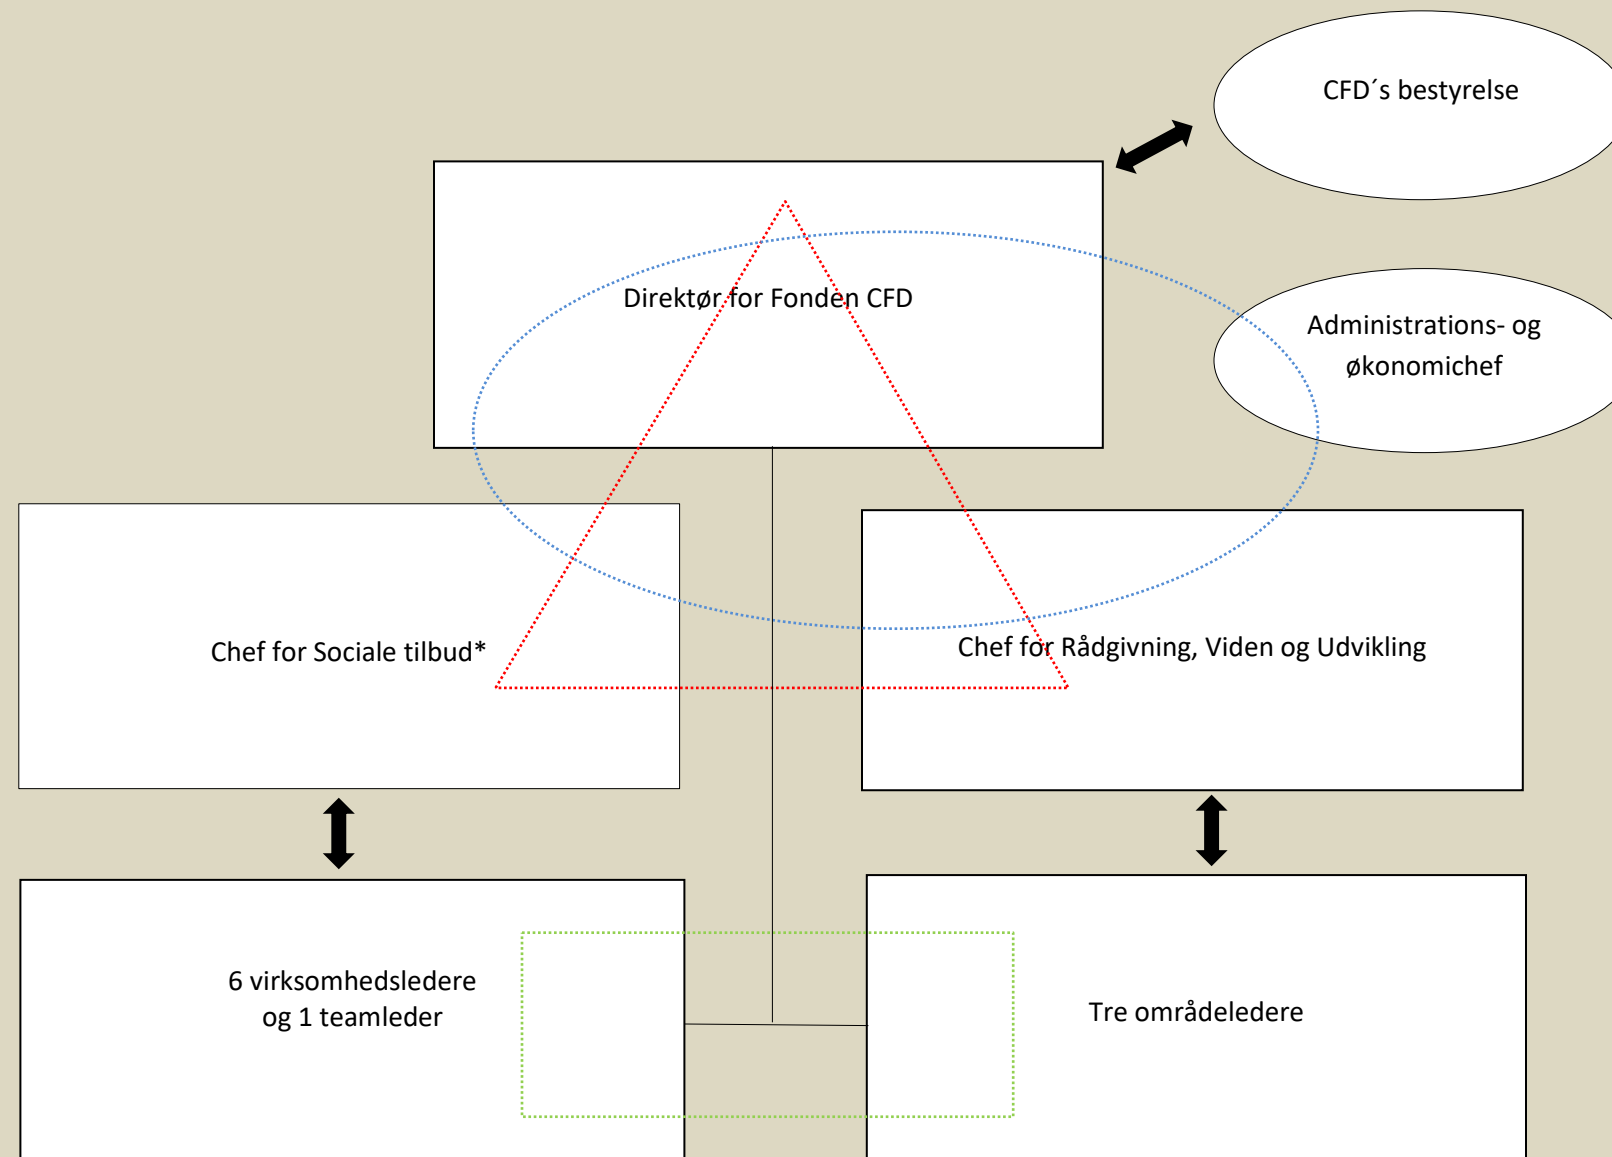 CFD´s bestyrelse
Direktør for Fonden CFD
Administrations- og
økonomichef
Chef for Sociale tilbud*
Chef for Rådgivning, Viden og Udvikling
6 virksomhedsledere
og 1 teamleder
Tre områdeledere